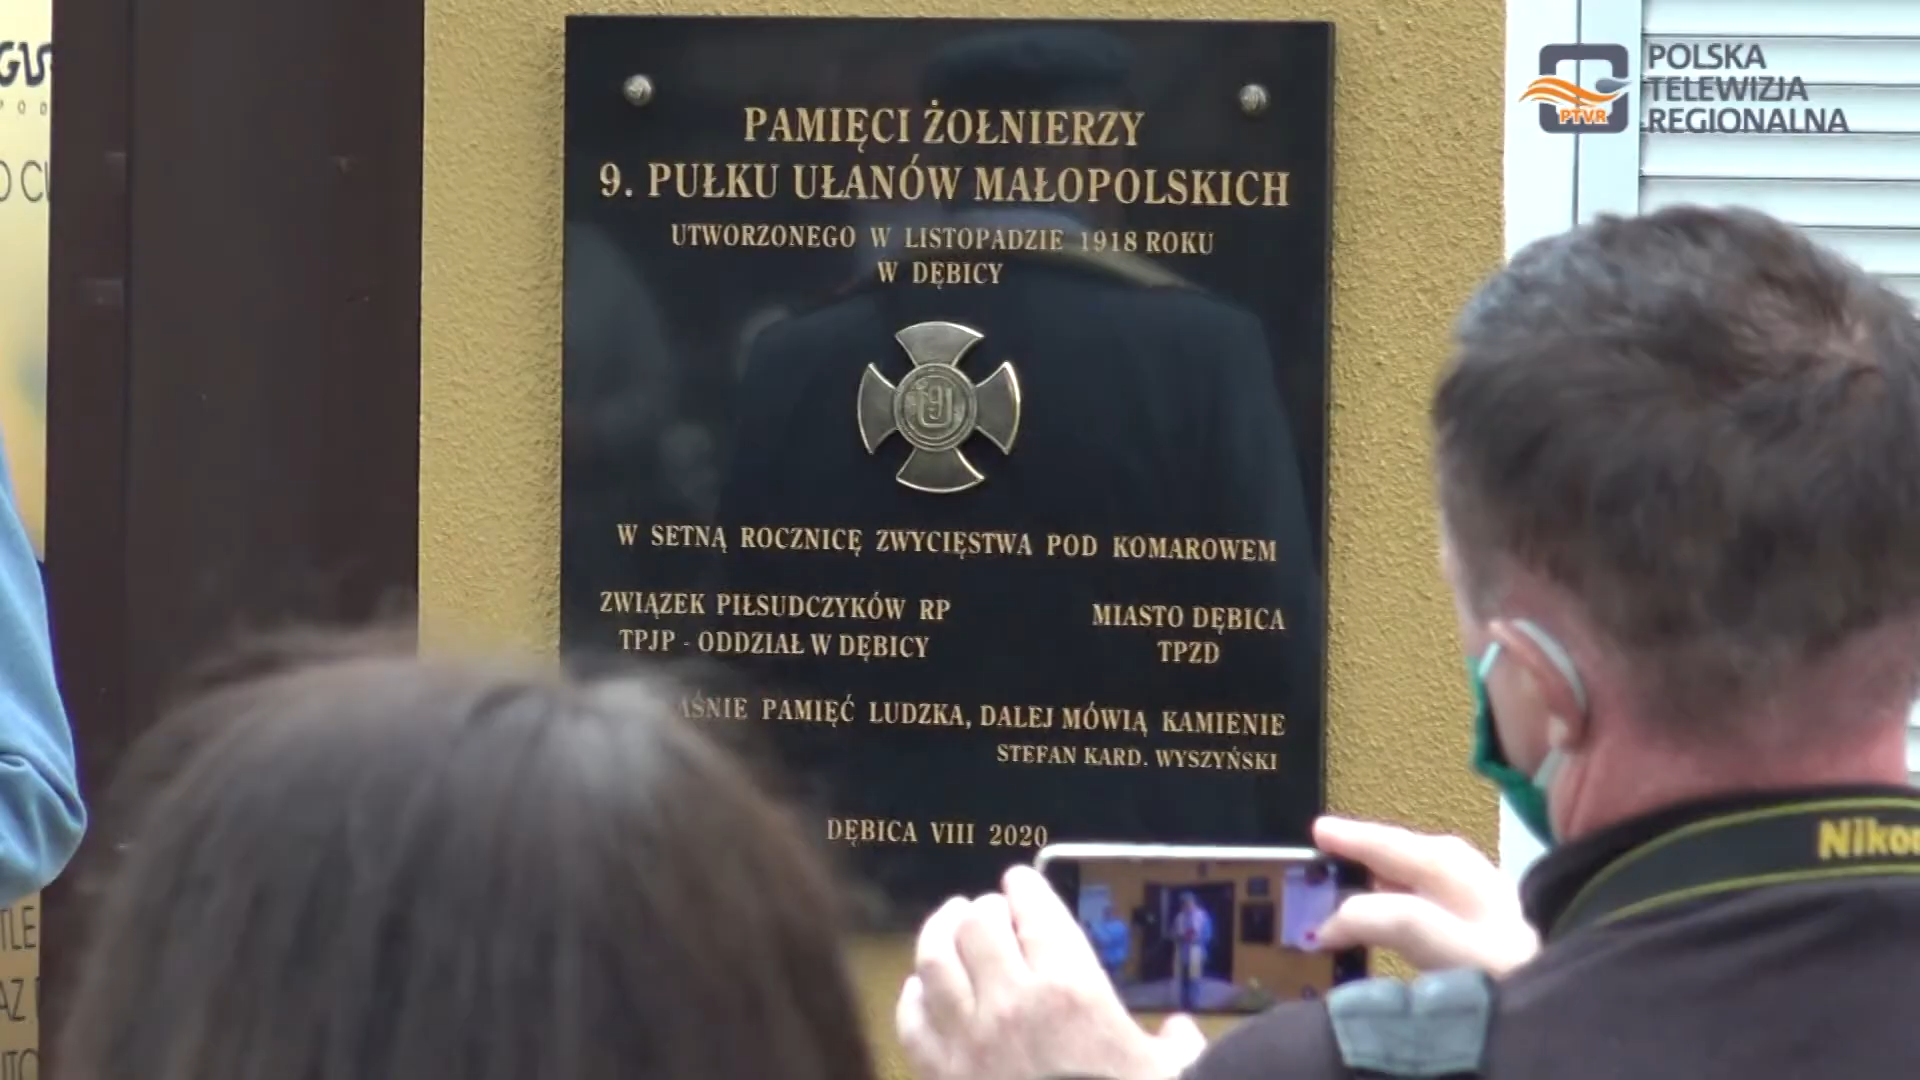 POLSKA
TELEWIZJA
REGIONALNA
PTVR
PAMIĘCI ŻOŁNIERZY
9. PUŁKU UŁANÓW MAŁOPOLSKICH
UTWORZONEGO W LISTOPADZIE 1918 ROKU
W DĘBICY
9
W SETNĄ ROCZNICĘ ZWYCIĘSTWA POD KOMAROWEM
ZWIĄZEK PIŁSUDCZYKÓW RP
TPJP - ODDZIAŁ W DĘBICY
MIASTO DĘBICA
TPZD
PAMIĘĆ LUDZKA, DALEJ MÓWIĄ KAMIENIE
STEFAN KARD. WYSZYŃSKI
DĘBICA VIII 2020